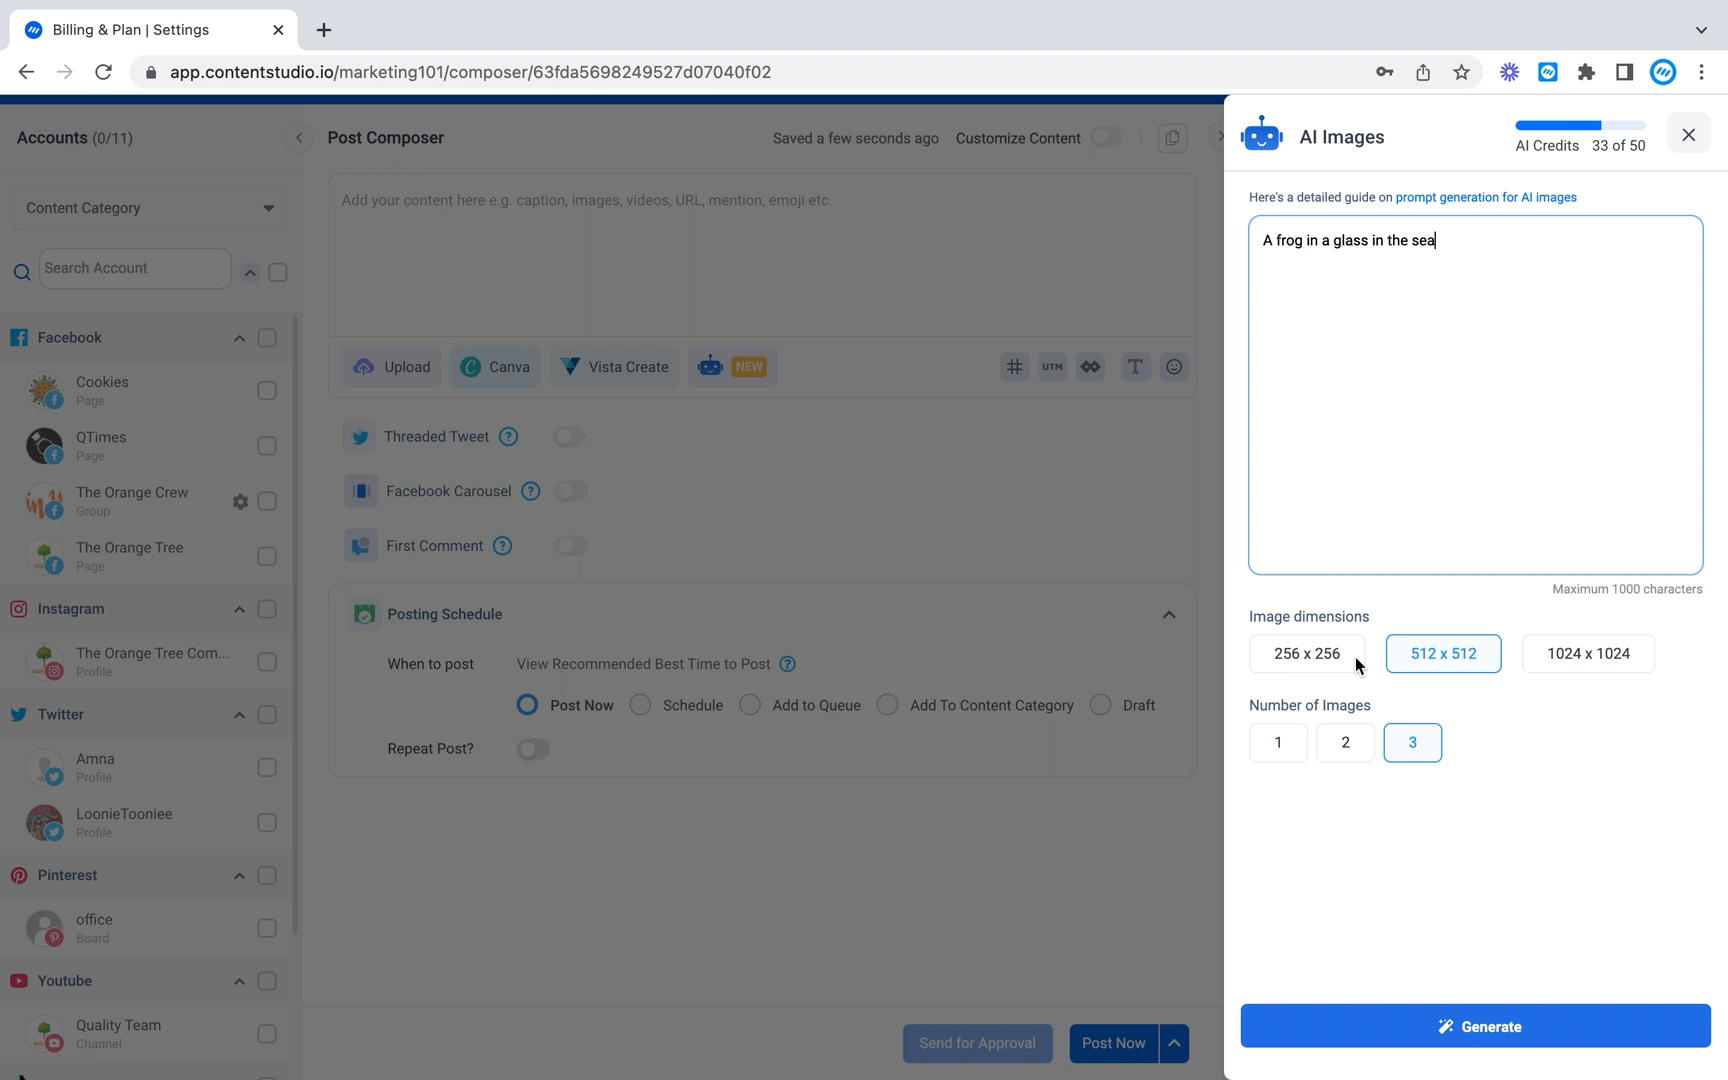 Billing & Plan | Settings
app.contentstudio.io/marketing101/composer/63fda5698249527d07040f02
Accounts (0/11)
Content Category
Search Account
Facebook
Cookies
Page
QTimes
Page
The Orange Crew
Group
The Orange Tree
Page
Instagram
The Orange Tree Com...
Profile
Twitter
Amna
Profile
LoonieTooniee
Profile
Pinterest
office
Board
Youtube
Quality Team
Channel
Post Composer
Saved a few seconds ago
Customize Content
Add your content here e.g. caption, images, videos, URL, mention, emoji etc.
Upload
Canva
Vista Create
NEW
UTM
Threaded Tweet
Facebook Carousel
First Comment
Posting Schedule
When to post
View Recommended Best Time to Post
Post Now
Schedule
Add to Queue
Add To Content Category
Draft
Repeat Post?
Send for Approval
Post Now
AI Images
AI Credits 33 of 50
Here's a detailed guide on prompt generation for AI images
A frog in a glass in the sea
Maximum 1000 characters
Image dimensions
256 x 256
512 x 512
1024 x 1024
Number of Images
1
2
3
Generate